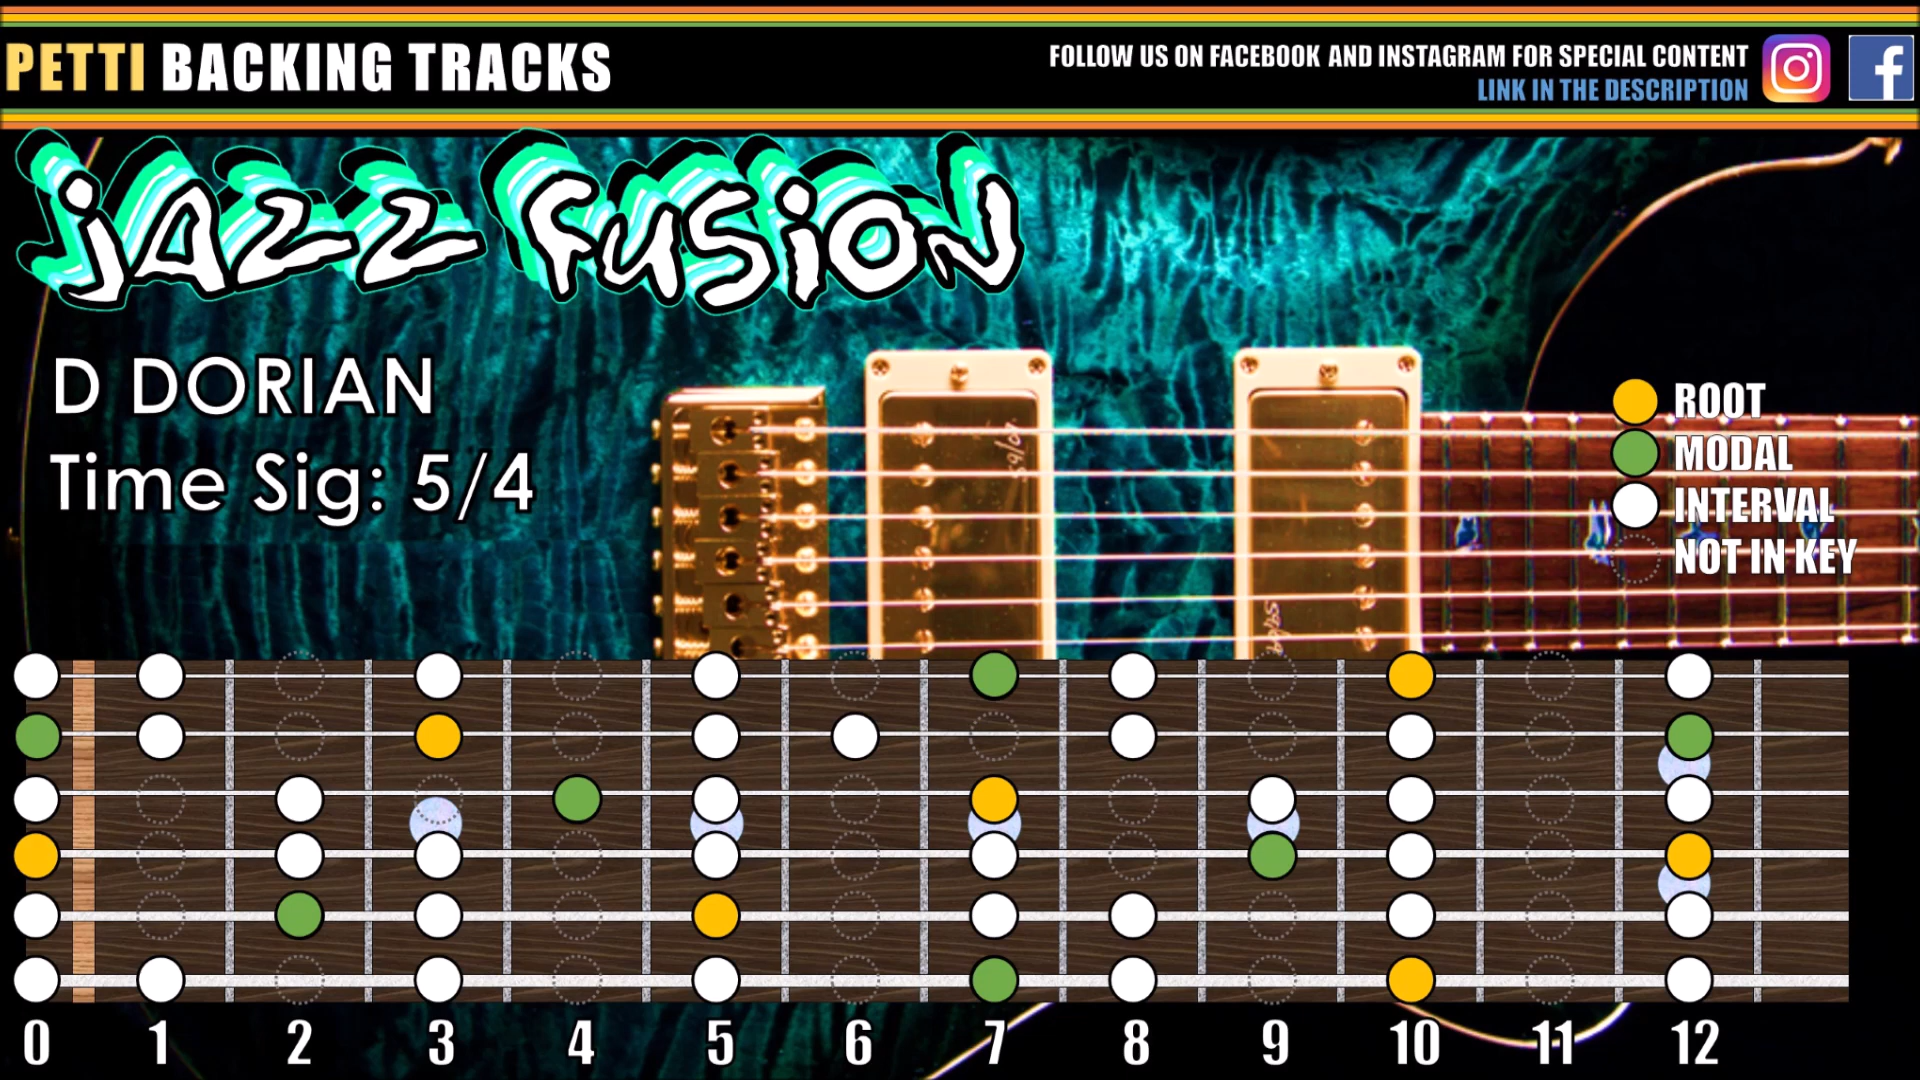 PETTI BACKING TRACKS
FOLLOW US ON FACEBOOK AND INSTAGRAM FOR SPECIAL CONTENT
LINK IN THE DESCRIPTION
JAZZ FUSION
D DORIAN
Time Sig: 5/4
ROOT
MODAL
INTERVAL
NOT IN KEY
0 1 2 3 4 5 6 7 8 9 10 11 12